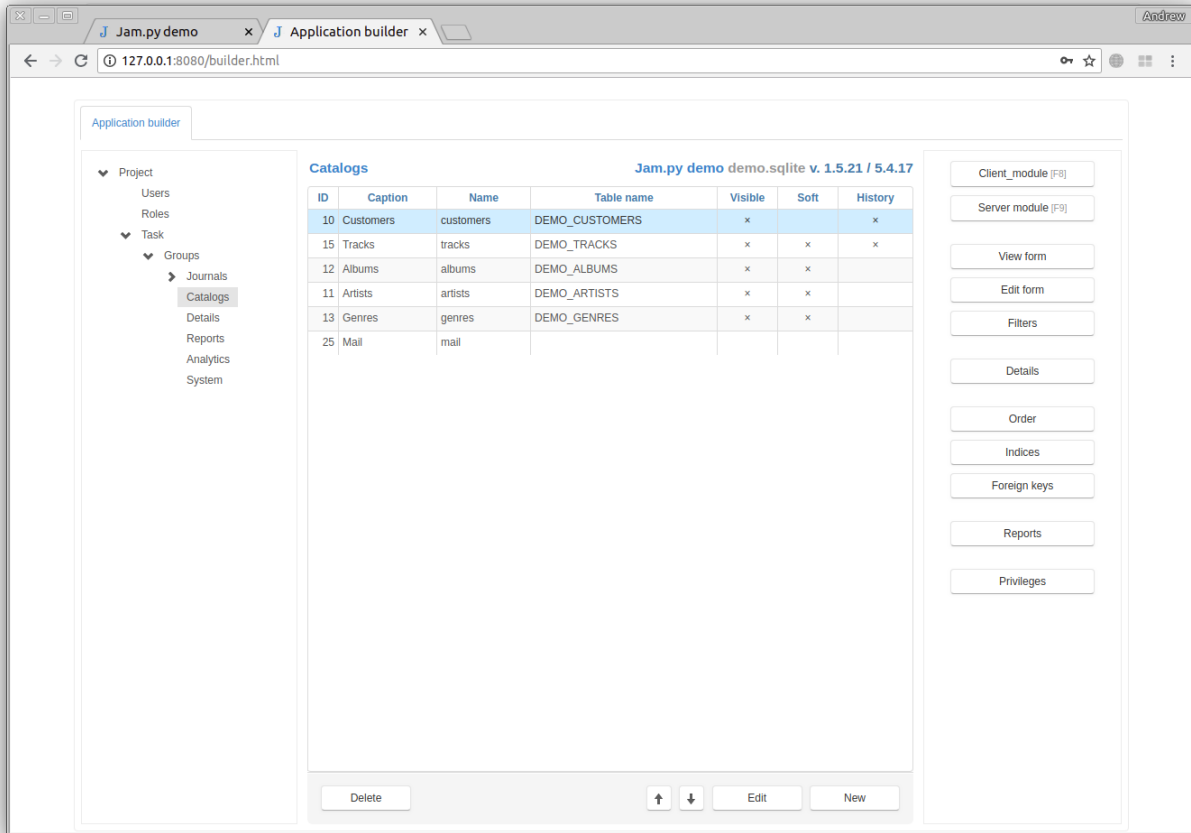 Andrew
Jam.py demo
Application builder
127.0.0.1:8080/builder.html
Application builder
Project
Users
Roles
Task
Groups
Journals
Catalogs
Details
Reports
Analytics
System
Catalogs Jam.py demo demo.sqlite v. 1.5.21 / 5.4.17
ID Caption Name Table name Visible Soft History
10 Customers customers DEMO_CUSTOMERS × ×
15 Tracks tracks DEMO_TRACKS × × ×
12 Albums albums DEMO_ALBUMS × ×
11 Artists artists DEMO_ARTISTS × ×
13 Genres genres DEMO_GENRES × ×
25 Mail mail
Delete Edit New
Client_module [F8]
Server module [F9]
View form
Edit form
Filters
Details
Order
Indices
Foreign keys
Reports
Privileges